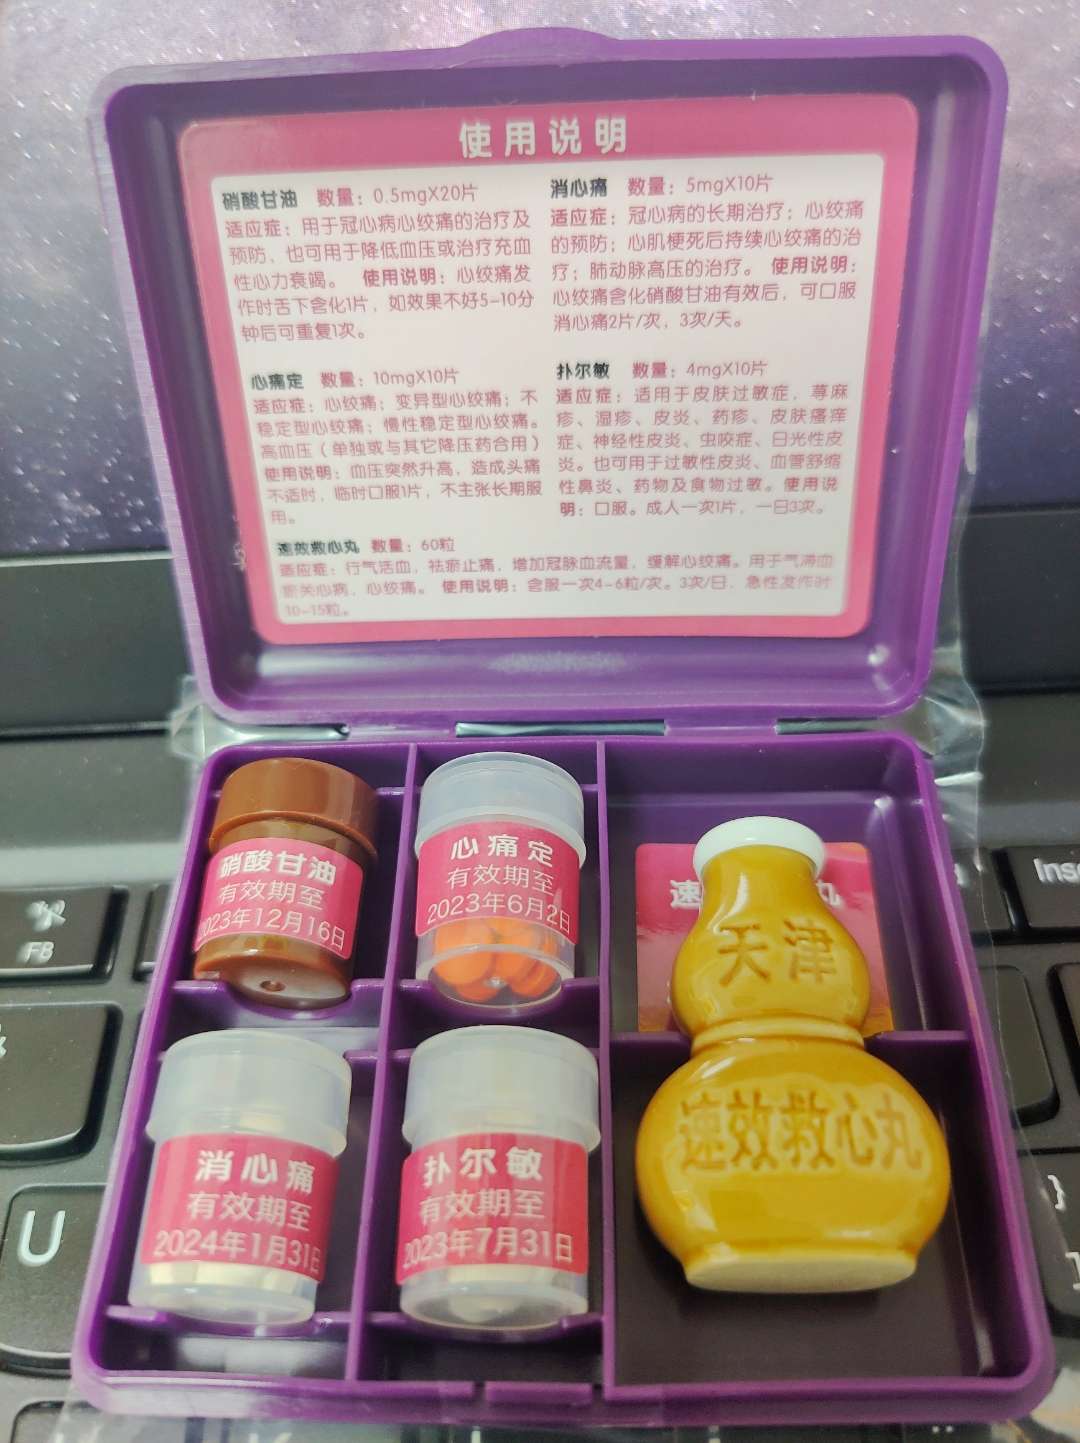 使用说明
硝酸甘油 数量：0.5mgX20片
适应症：用于冠心病心绞痛的治疗及
预防，也可用于降低血压或治疗充血
性心力衰竭。 使用说明：心绞痛发
作时舌下含化1片，如效果不好5-10分
钟后可重复1次。
消心痛 数量：5mgX10片
适应症：冠心病的长期治疗；心绞痛
的预防；心肌梗死后持续心绞痛的治
疗；肺动脉高压的治疗。 使用说明：
心绞痛含化硝酸甘油有效后，可口服
消心痛2片/次，3次/天。
心痛定 数量：10mgX10片
适应症：心绞痛；变异型心绞痛；不
稳定型心绞痛；慢性稳定型心绞痛。
高血压（单独或与其它降压药合用）
使用说明：血压突然升高，造成头痛
不适时，临时口服1片，不主张长期服
用。
扑尔敏 数量：4mgX10片
适应症：适用于皮肤过敏症，荨麻
疹、湿疹、皮炎、药疹、皮肤瘙痒
症、神经性皮炎、虫咬症、日光性皮
炎。也可用于过敏性皮炎、血管舒缩
性鼻炎、药物及食物过敏。使用说
明：口服。成人一次1片，一日3次。
速效救心丸 数量：60粒
适应症：行气活血，祛瘀止痛，增加冠脉血流量，缓解心绞痛。用于气滞血
瘀关心病，心绞痛。 使用说明：含服一次4-6粒/次。3次/日，急性发作时
10-15粒。
硝酸甘油
有效期至
2023年12月16日
心痛定
有效期至
2023年6月2日
速 丸
天津
速效救心丸
消心痛
有效期至
2024年1月31日
扑尔敏
有效期至
2023年7月31日
F8
U
}
]